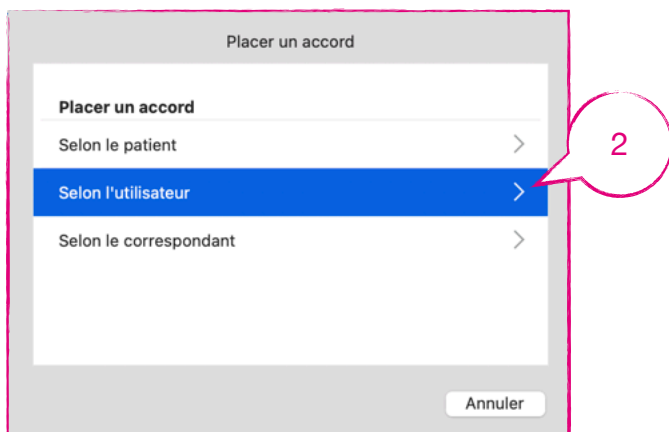 Placer un accord
Placer un accord
Selon le patient
Selon l'utilisateur
2
Selon le correspondant
Annuler